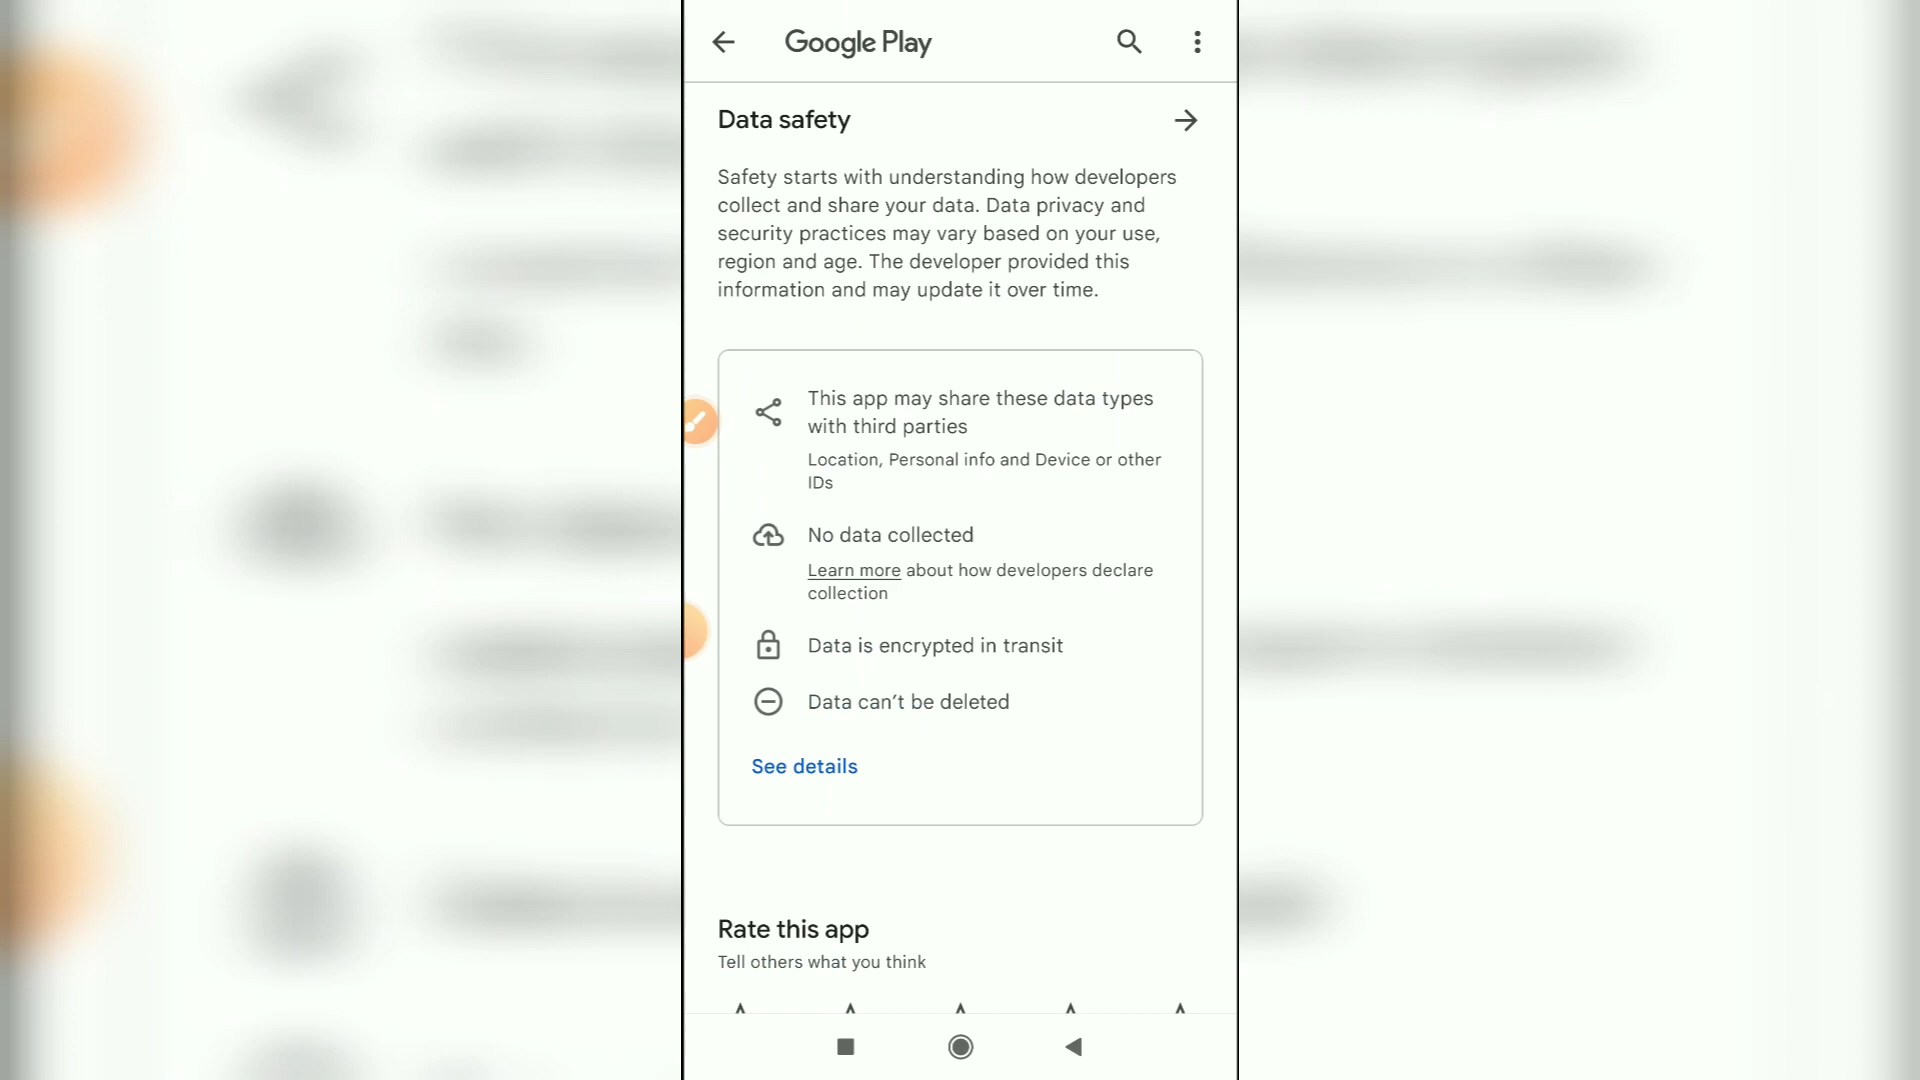 Google Play
Data safety
Safety starts with understanding how developers
collect and share your data. Data privacy and
security practices may vary based on your use,
region and age. The developer provided this
information and may update it over time.
This app may share these data types
with third parties
Location, Personal info and Device or other
IDs
No data collected
Learn more about how developers declare
collection
Data is encrypted in transit
Data can’t be deleted
See details
Rate this app
Tell others what you think